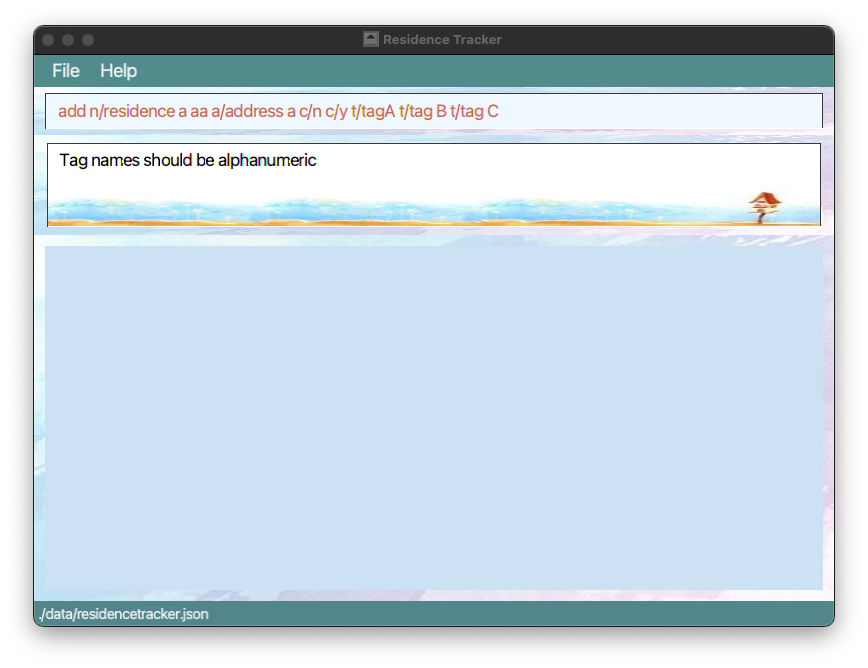 Residence Tracker
File Help
add n/residence a aa a/address a c/n c/y t/tagA t/tag B t/tag C
Tag names should be alphanumeric
./data/residencetracker.json